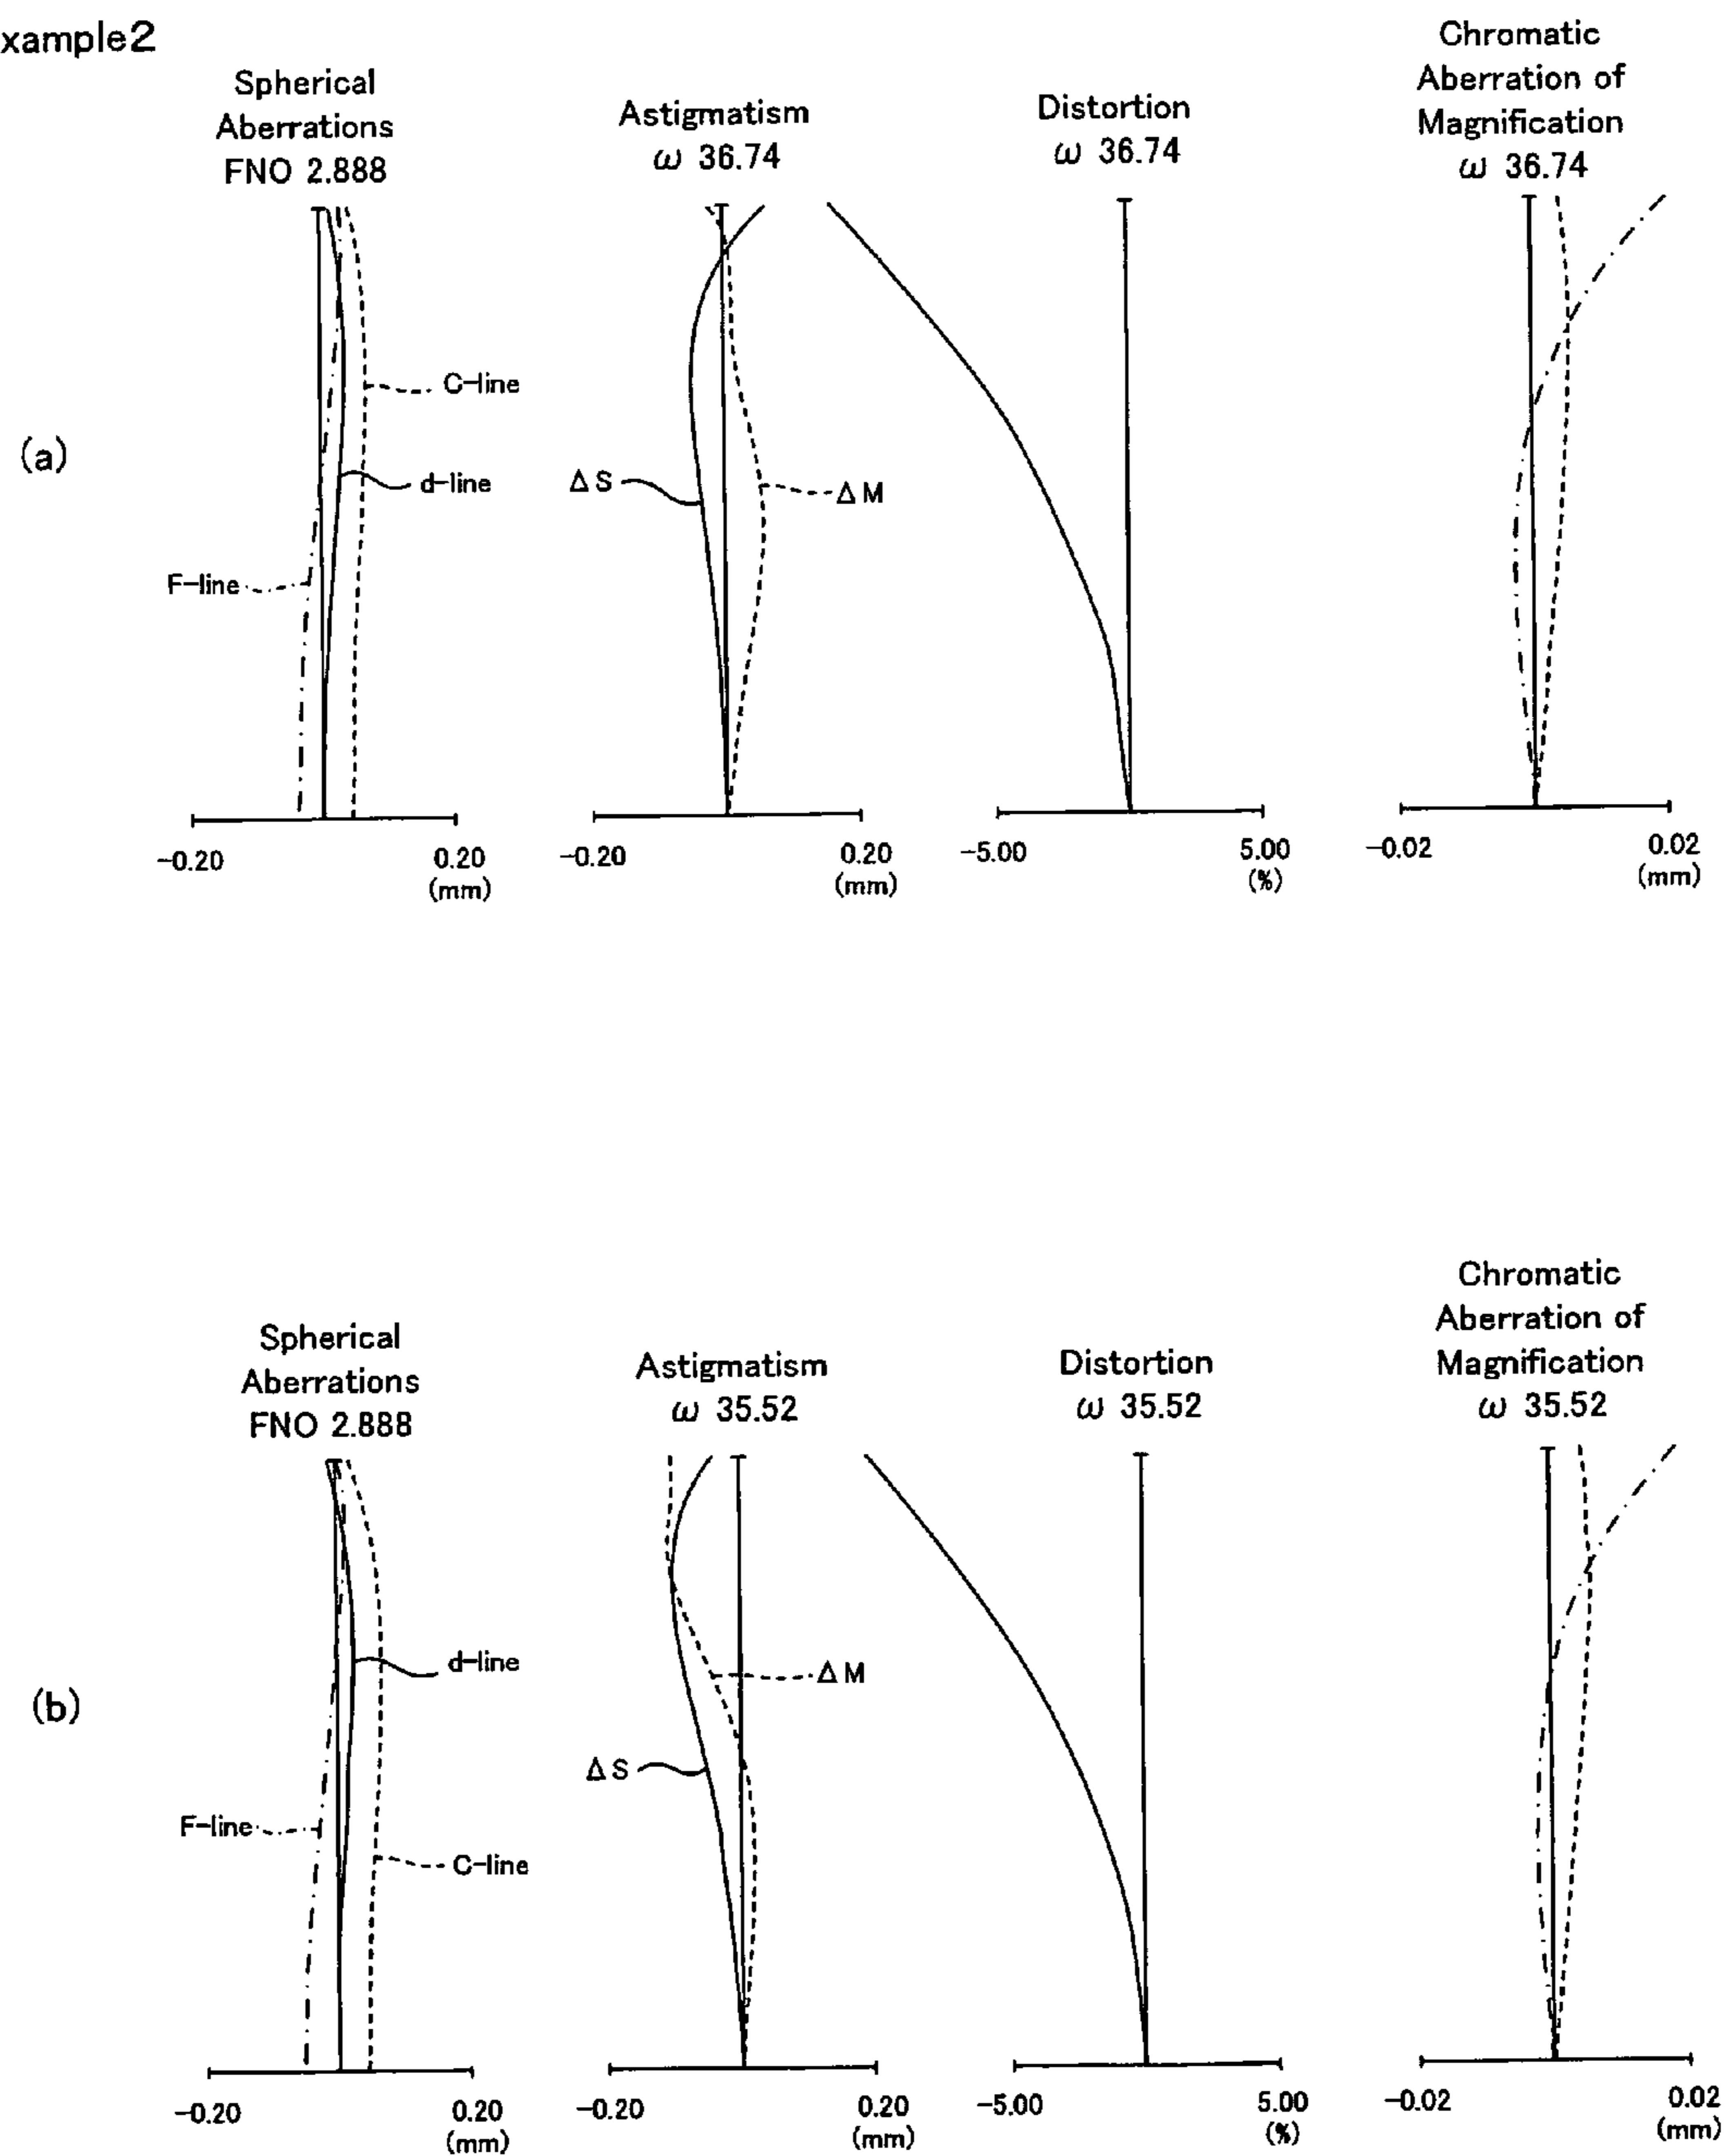 xample2
Spherical
Aberrations
FNO 2.888
Astigmatism
ω 36.74
Distortion
ω 36.74
Chromatic
Aberration of
Magnification
ω 36.74
(a)
C-line
d-line
F-line
ΔS
ΔM
-0.20
0.20
(mm)
-0.20
0.20
(mm)
-5.00
5.00
(%)
-0.02
0.02
(mm)
Spherical
Aberrations
FNO 2.888
Astigmatism
ω 35.52
Distortion
ω 35.52
Chromatic
Aberration of
Magnification
ω 35.52
(b)
d-line
F-line
C-line
ΔM
ΔS
-0.20
0.20
(mm)
-0.20
0.20
(mm)
-5.00
5.00
(%)
-0.02
0.02
(mm)